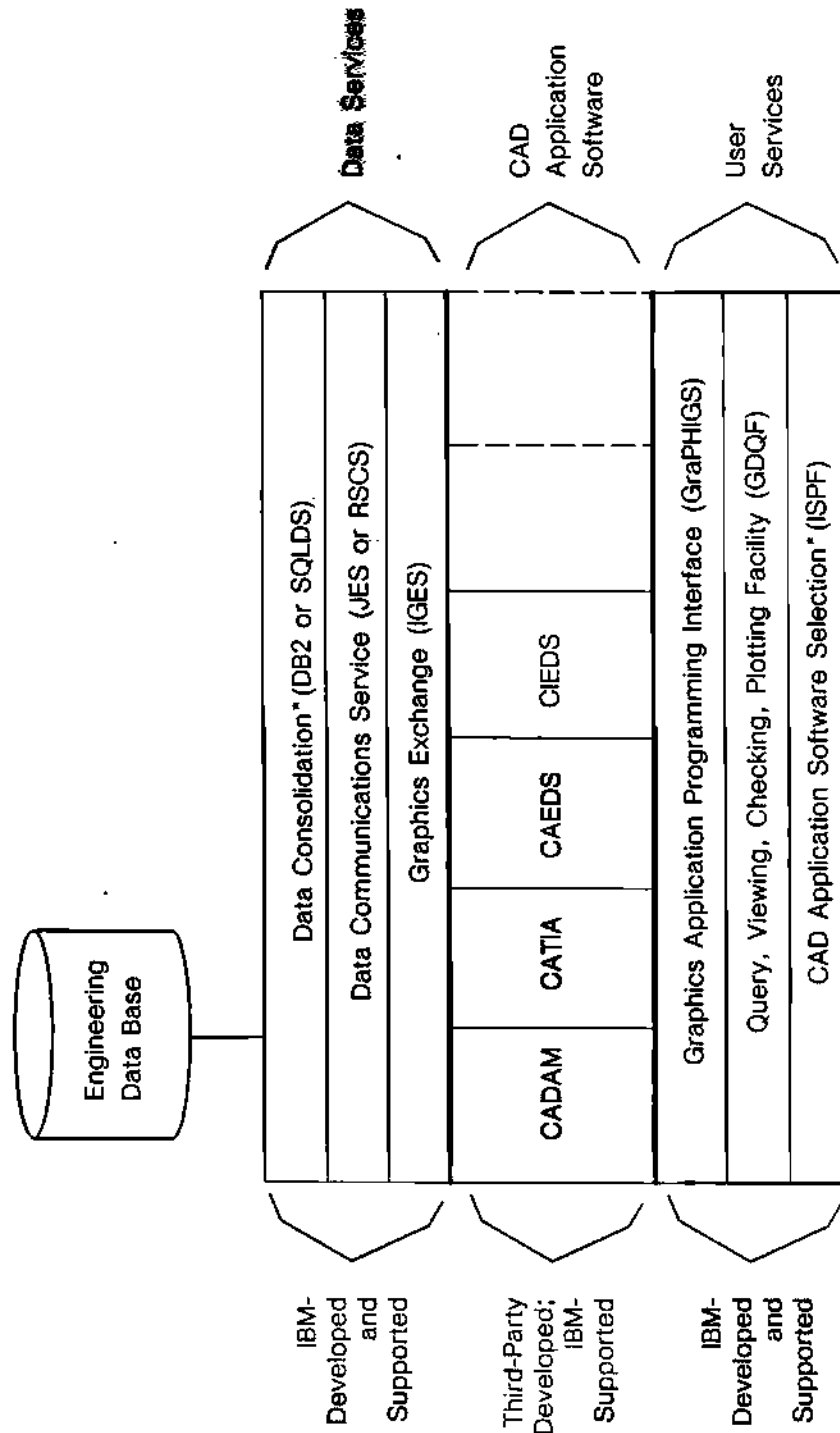 Engineering
Data Base
IBM-
Developed
and
Supported
Data Consolidation* (DB2 or SQLDS)
Data Communications Service (JES or RSCS)
Graphics Exchange (IGES)
Data Services
Third-Party
Developed;
IBM-
Supported
CADAM
CATIA
CAEDS
CIEDS
CAD
Application
Software
IBM-
Developed
and
Supported
Graphics Application Programming Interface (GraPHIGS)
Query, Viewing, Checking, Plotting Facility (GDQF)
CAD Application Software Selection* (ISPF)
User
Services